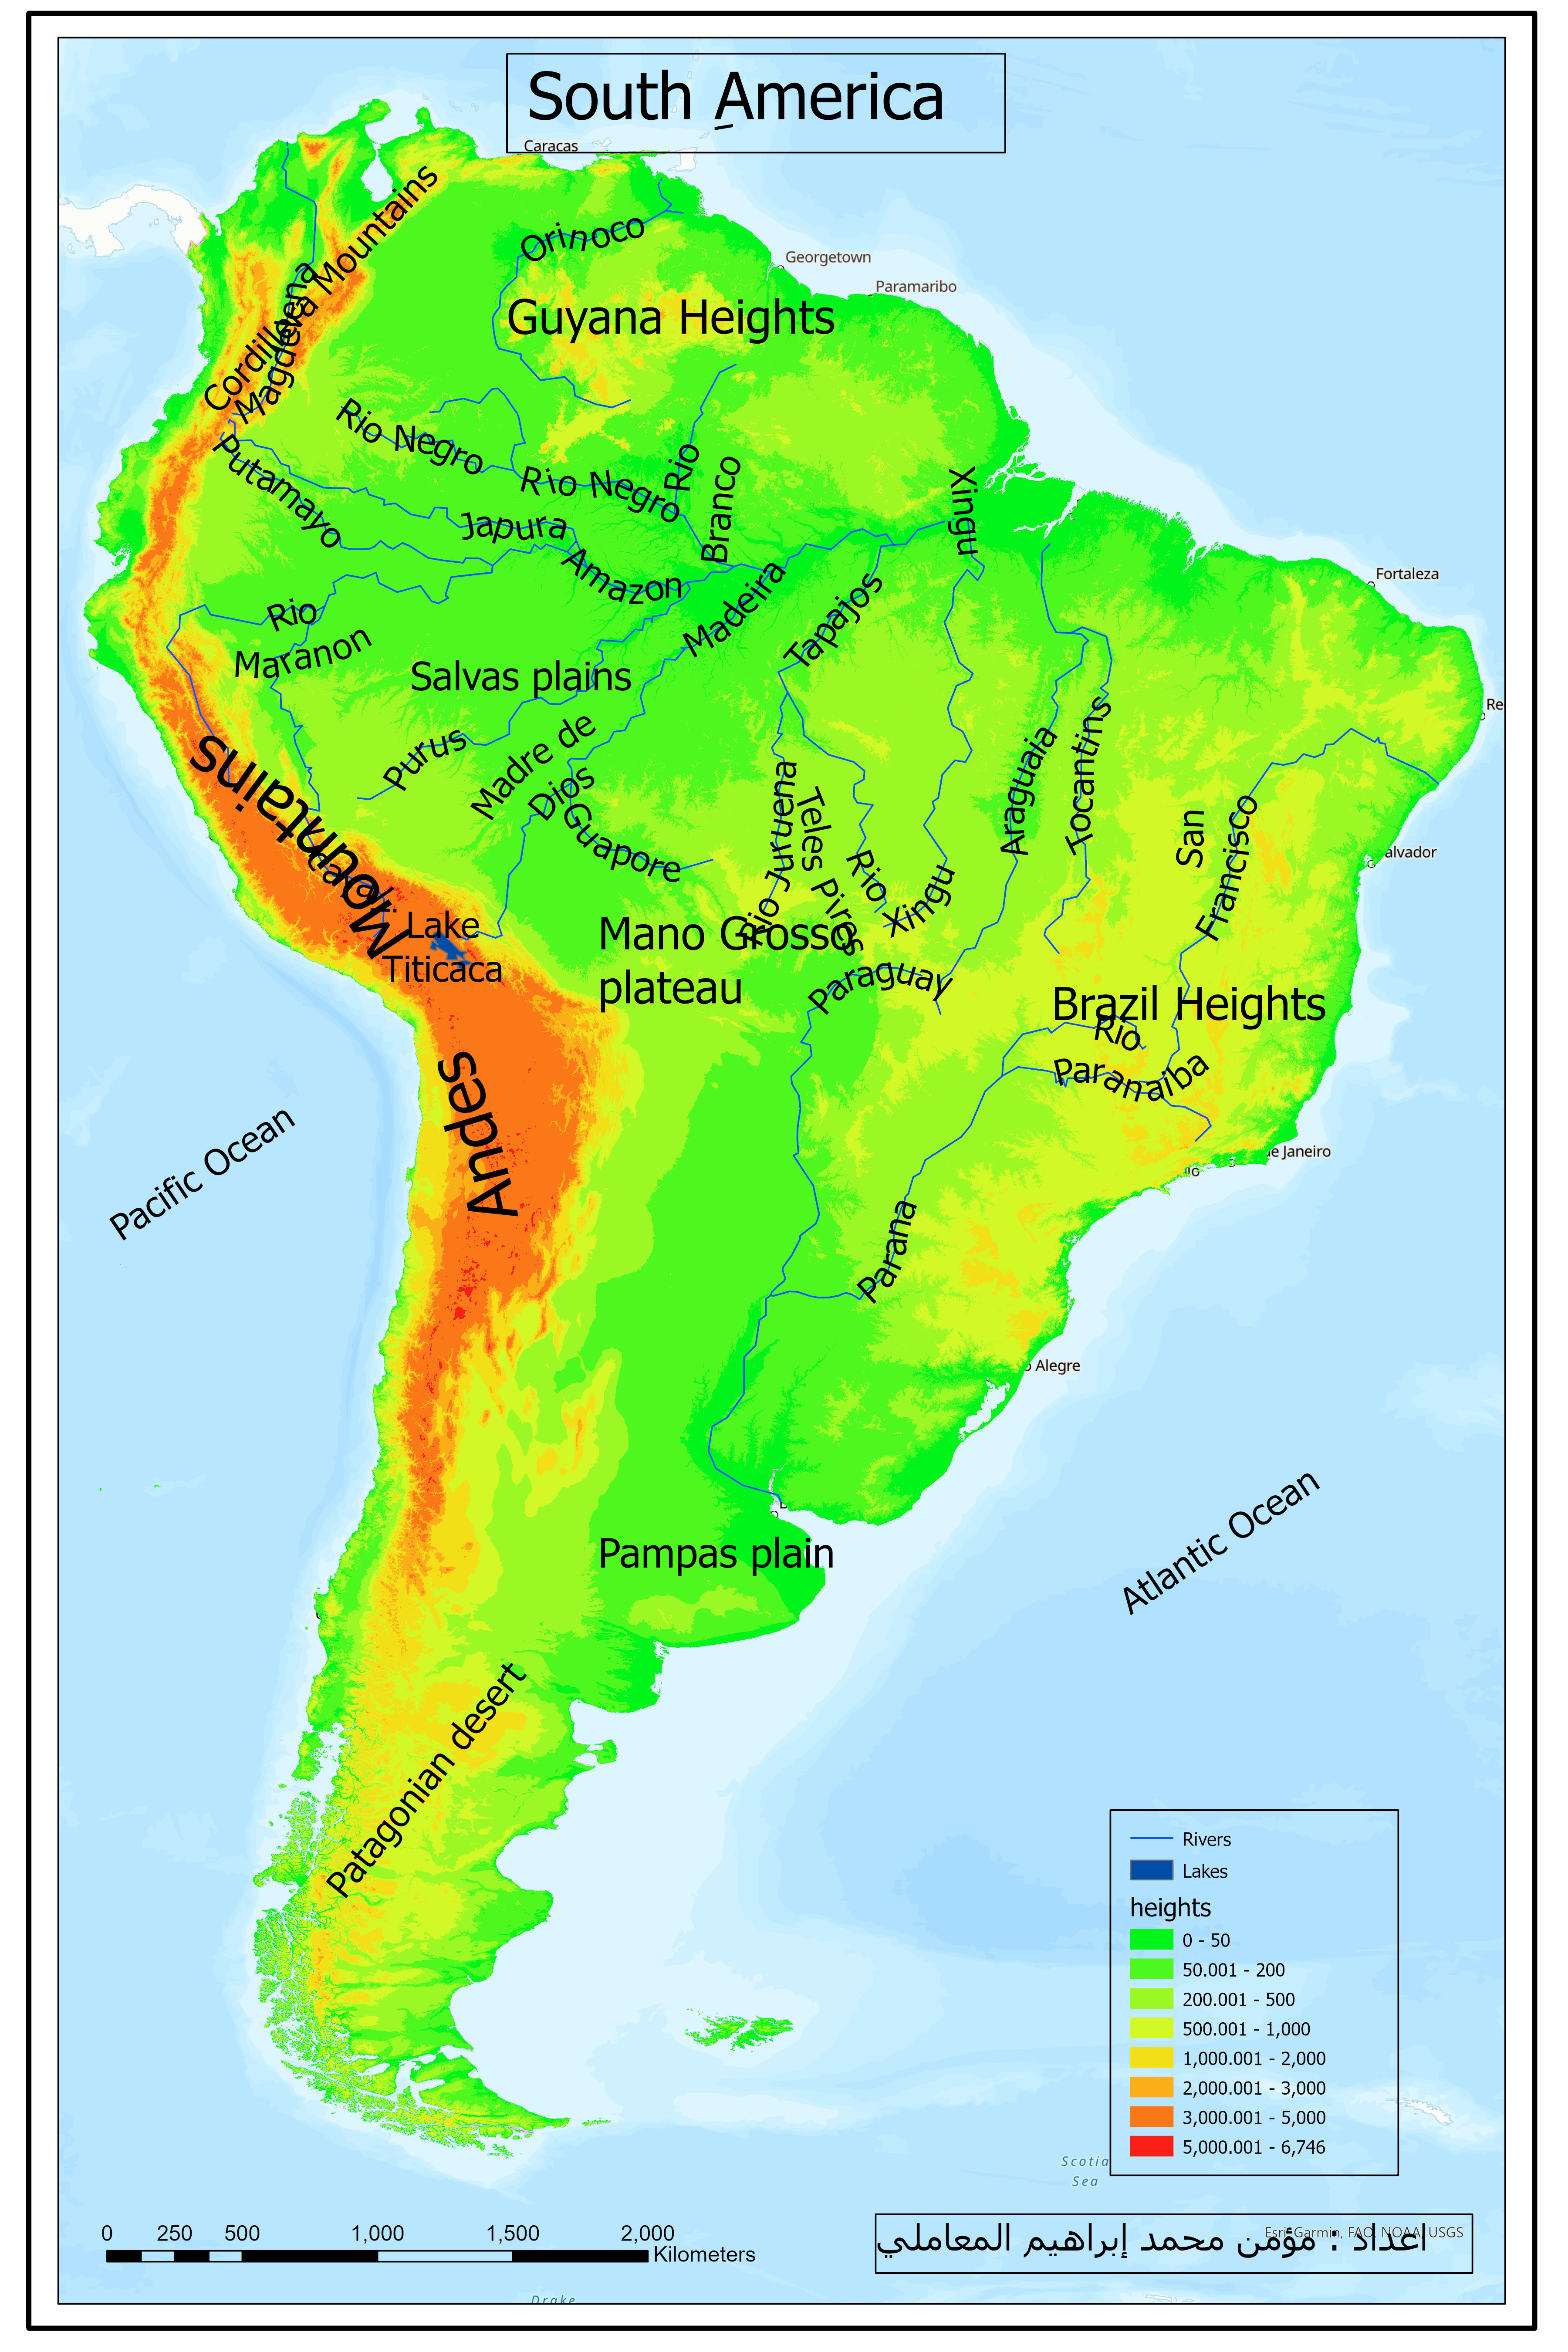 South America
Caracas
Cordillera Mountains
Magdelena
Orinoco
Georgetown
Paramaribo
Guyana Heights
Rio Negro
Rio Negro
Rio
Branco
Putamayo
Japura
Amazon
Xingu
Madeira
Tapajos
Fortaleza
Rio
Maranon
Salvas plains
Re
Purus
Madre de
Dios
Guapore
Rio Juruena
Teles Pires
Rio
Xingu
Araguaia
Tocantins
San
Francisco
alvador
Andes
Mountains
Lake
Titicaca
Mano Grosso
plateau
Paraguay
Brazil Heights
Rio
Paranaiba
Pacific Ocean
de Janeiro
Parana
o Alegre
Atlantic Ocean
Pampas plain
Patagonian desert
Rivers
Lakes
heights
0 - 50
50.001 - 200
200.001 - 500
500.001 - 1,000
1,000.001 - 2,000
2,000.001 - 3,000
3,000.001 - 5,000
5,000.001 - 6,746
Scotia
Sea
0 250 500 1,000 1,500 2,000
Kilometers
Esri, Garmin, FAO, NOAA, USGS
اعداد : مؤمن محمد إبراهيم المعاملي
Drake